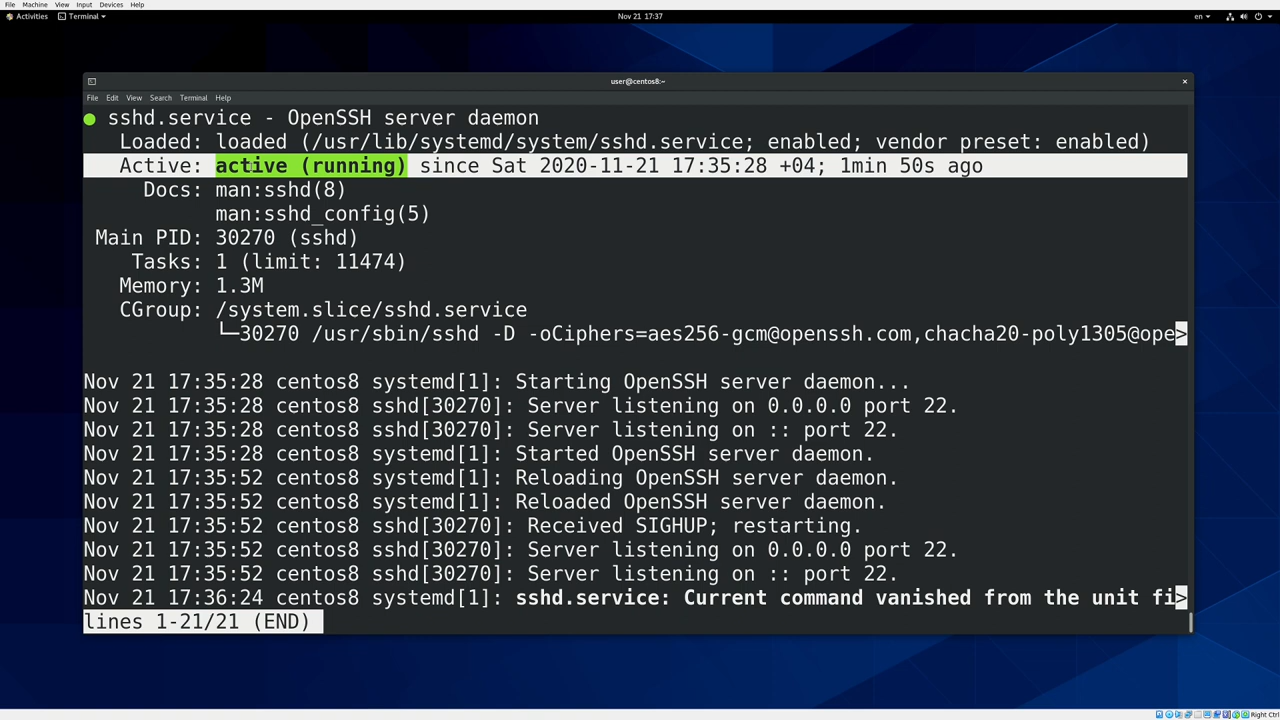 File Machine View Input Devices Help
Activities Terminal Nov 21 17:37 en
user@centos8:~
File Edit View Search Terminal Help
● sshd.service - OpenSSH server daemon
Loaded: loaded (/usr/lib/systemd/system/sshd.service; enabled; vendor preset: enabled)
Active: active (running) since Sat 2020-11-21 17:35:28 +04; 1min 50s ago
Docs: man:sshd(8)
man:sshd_config(5)
Main PID: 30270 (sshd)
Tasks: 1 (limit: 11474)
Memory: 1.3M
CGroup: /system.slice/sshd.service
└─30270 /usr/sbin/sshd -D -oCiphers=aes256-gcm@openssh.com,chacha20-poly1305@ope>
Nov 21 17:35:28 centos8 systemd[1]: Starting OpenSSH server daemon...
Nov 21 17:35:28 centos8 sshd[30270]: Server listening on 0.0.0.0 port 22.
Nov 21 17:35:28 centos8 sshd[30270]: Server listening on :: port 22.
Nov 21 17:35:28 centos8 systemd[1]: Started OpenSSH server daemon.
Nov 21 17:35:52 centos8 systemd[1]: Reloading OpenSSH server daemon.
Nov 21 17:35:52 centos8 systemd[1]: Reloaded OpenSSH server daemon.
Nov 21 17:35:52 centos8 sshd[30270]: Received SIGHUP; restarting.
Nov 21 17:35:52 centos8 sshd[30270]: Server listening on 0.0.0.0 port 22.
Nov 21 17:35:52 centos8 sshd[30270]: Server listening on :: port 22.
Nov 21 17:36:24 centos8 systemd[1]: sshd.service: Current command vanished from the unit fi>
lines 1-21/21 (END)
Right Ctrl